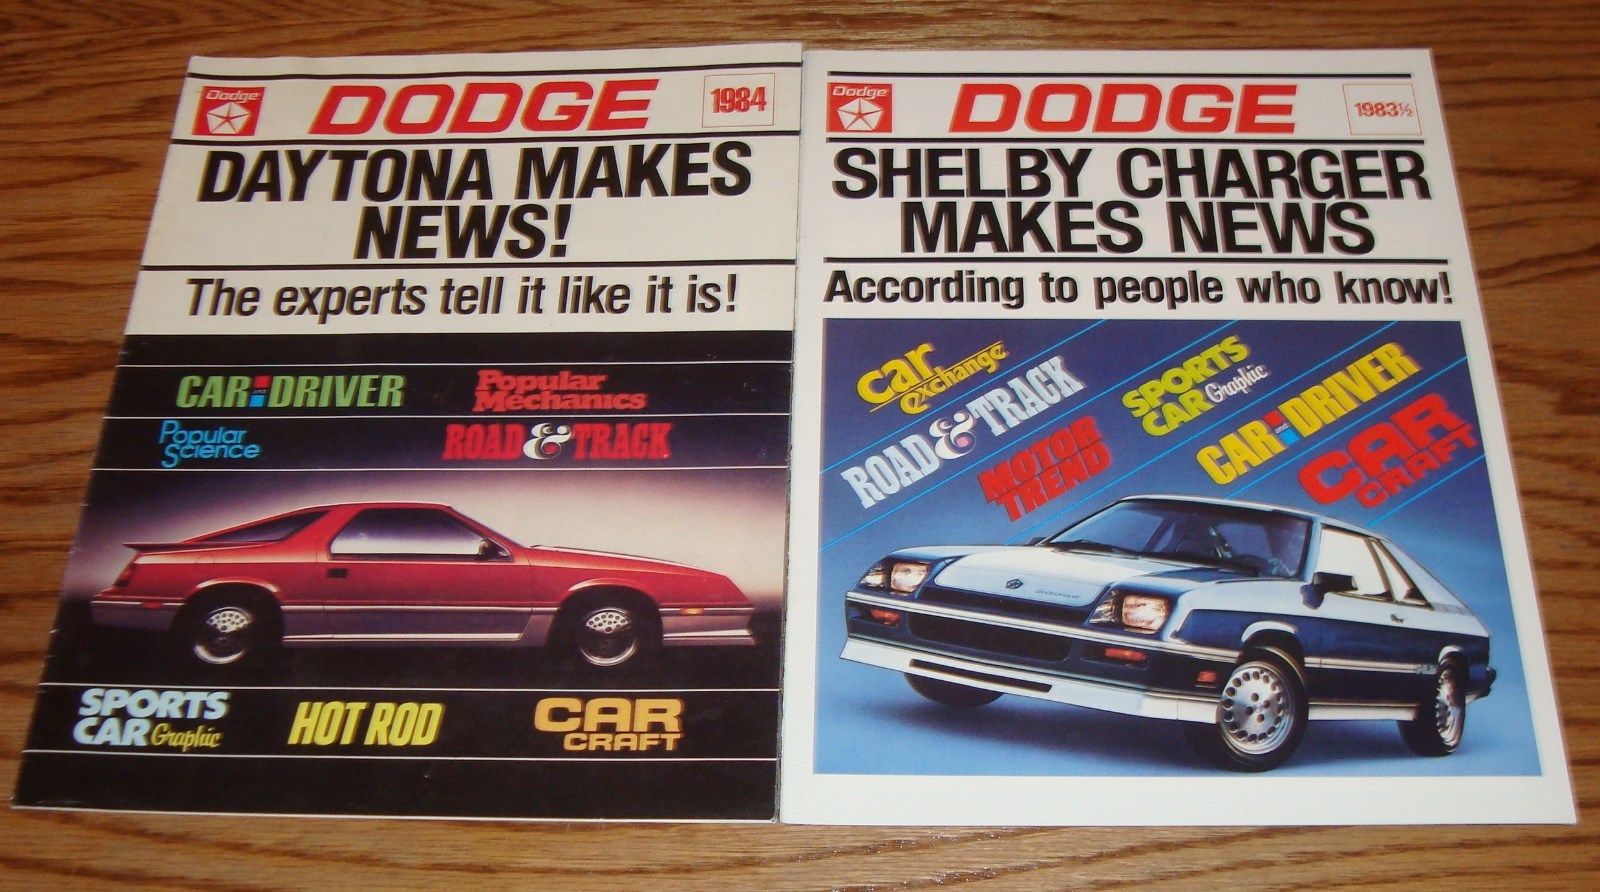 Dodge
DODGE
1984
DAYTONA MAKES
NEWS!
The experts tell it like it is!
CAR and DRIVER
Popular
Mechanics
Popular
Science
ROAD & TRACK
SPORTS
CAR Graphic
HOT ROD
CAR
CRAFT
Dodge
DODGE
1983½
SHELBY CHARGER
MAKES NEWS
According to people who know!
car
exchange
ROAD & TRACK
MOTOR
TREND
SPORTS
CAR Graphic
CAR and DRIVER
CAR
CRAFT
DODGE